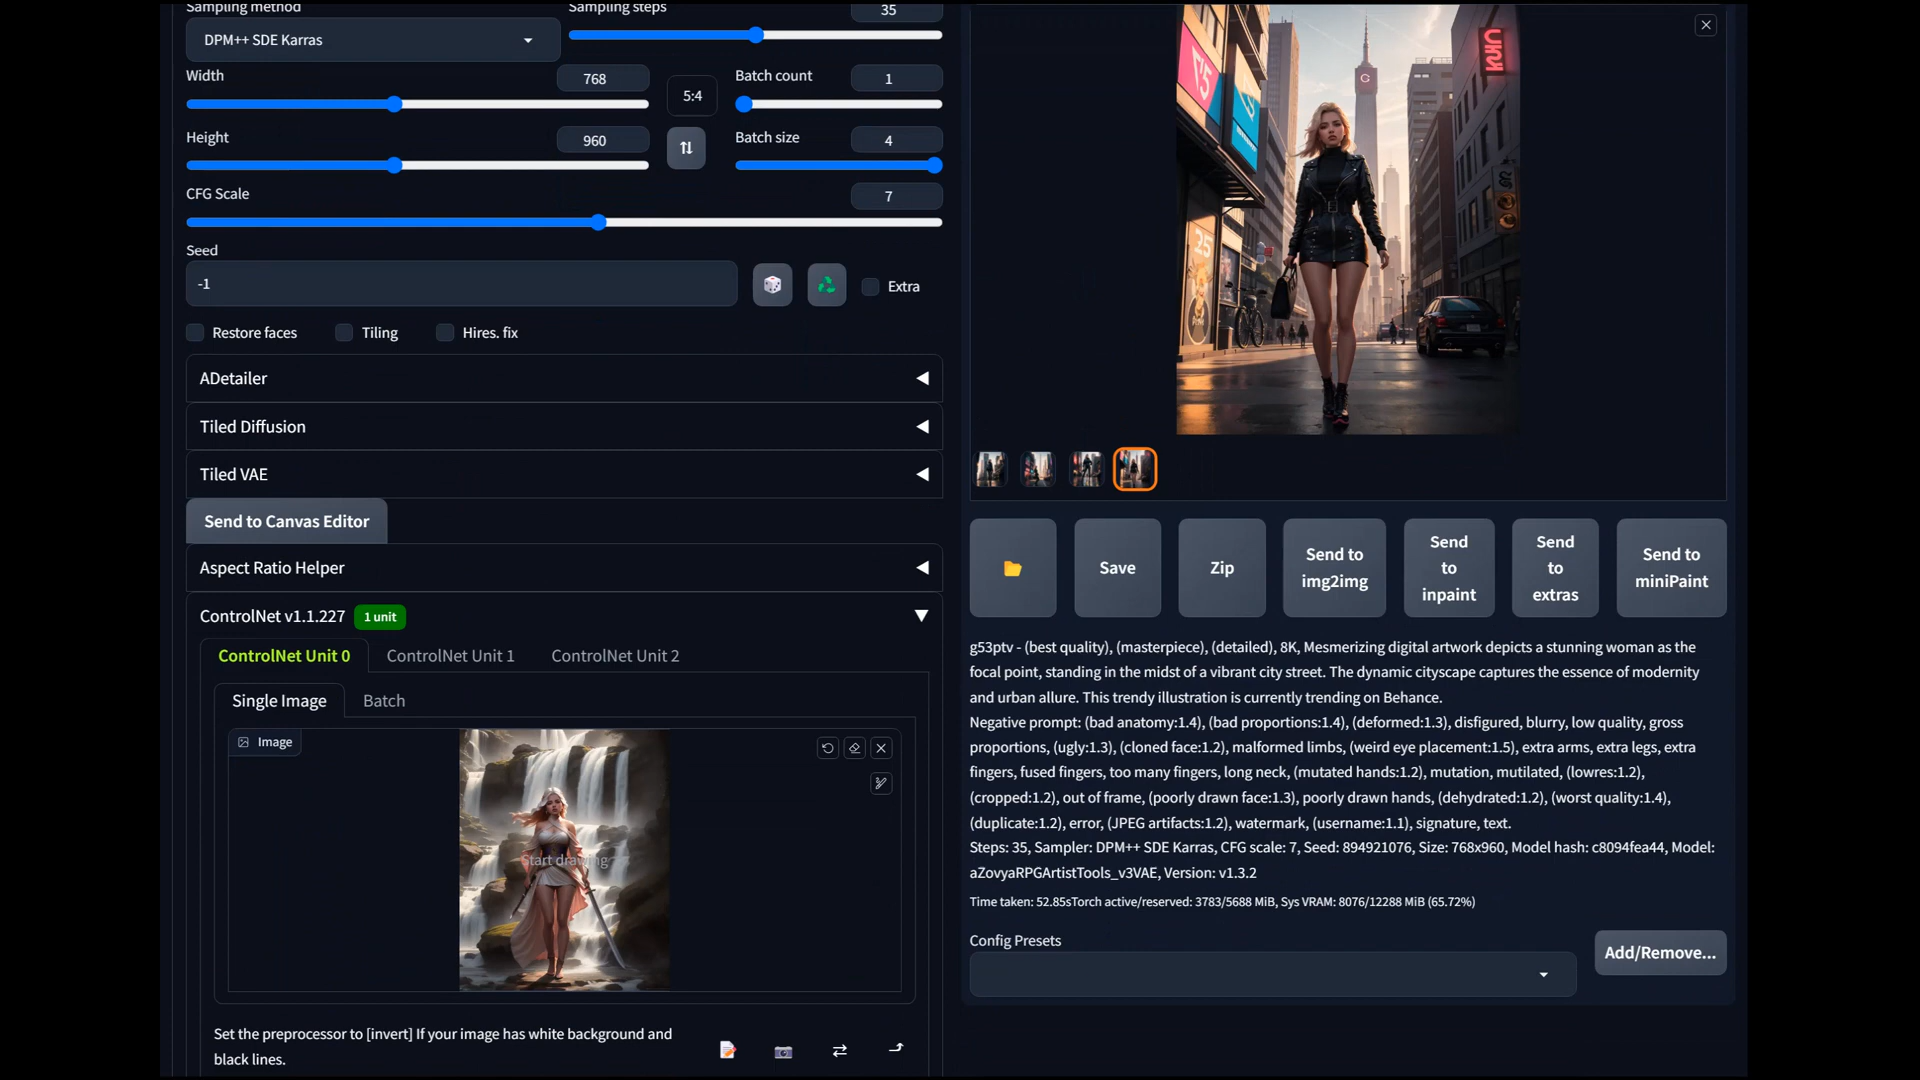 Sampling method
Sampling steps
35
DPM++ SDE Karras
Width
768
5:4
Batch count
1
Height
960
Batch size
4
CFG Scale
7
Seed
-1
Extra
Restore faces
Tiling
Hires. fix
ADetailer
Tiled Diffusion
Tiled VAE
Send to Canvas Editor
Aspect Ratio Helper
ControlNet v1.1.227
1 unit
ControlNet Unit 0
ControlNet Unit 1
ControlNet Unit 2
Single Image
Batch
Image
Start drawing
Set the preprocessor to [invert] If your image has white background and
black lines.
Save
Zip
Send to
img2img
Send
to
inpaint
Send
to
extras
Send to
miniPaint
g53ptv - (best quality), (masterpiece), (detailed), 8K, Mesmerizing digital artwork depicts a stunning woman as the
focal point, standing in the midst of a vibrant city street. The dynamic cityscape captures the essence of modernity
and urban allure. This trendy illustration is currently trending on Behance.
Negative prompt: (bad anatomy:1.4), (bad proportions:1.4), (deformed:1.3), disfigured, blurry, low quality, gross
proportions, (ugly:1.3), (cloned face:1.2), malformed limbs, (weird eye placement:1.5), extra arms, extra legs, extra
fingers, fused fingers, too many fingers, long neck, (mutated hands:1.2), mutation, mutilated, (lowres:1.2),
(cropped:1.2), out of frame, (poorly drawn face:1.3), poorly drawn hands, (dehydrated:1.2), (worst quality:1.4),
(duplicate:1.2), error, (JPEG artifacts:1.2), watermark, (username:1.1), signature, text.
Steps: 35, Sampler: DPM++ SDE Karras, CFG scale: 7, Seed: 894921076, Size: 768x960, Model hash: c8094fea44, Model:
aZovyaRPGArtistTools_v3VAE, Version: v1.3.2
Time taken: 52.85sTorch active/reserved: 3783/5688 MiB, Sys VRAM: 8076/12288 MiB (65.72%)
Config Presets
Add/Remove...